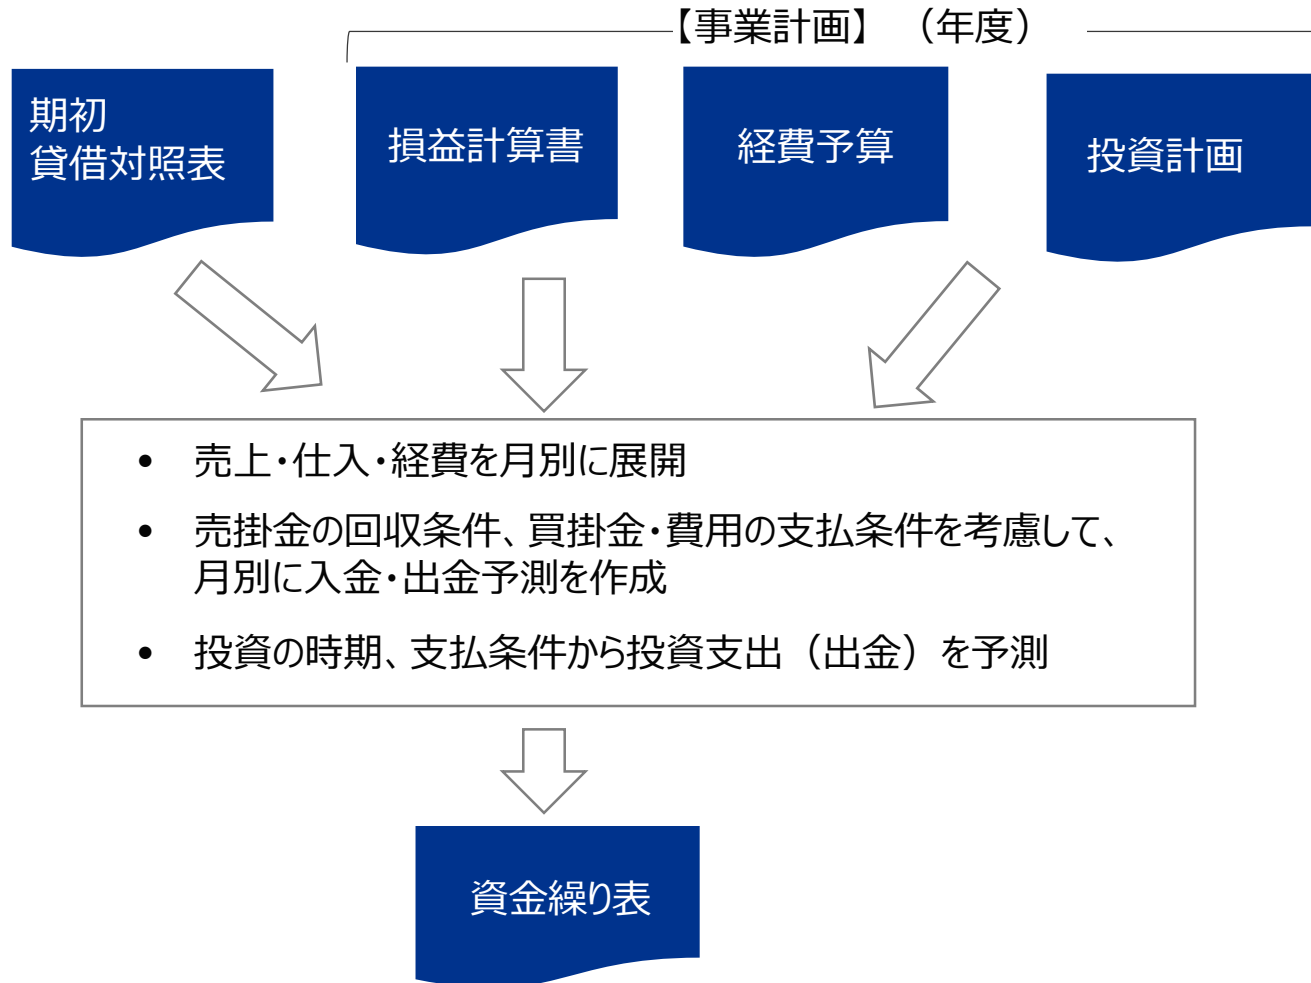 【事業計画】 （年度）
期初
貸借対照表
損益計算書
経費予算
投資計画
• 売上・仕入・経費を月別に展開
• 売掛金の回収条件、買掛金・費用の支払条件を考慮して、
月別に入金・出金予測を作成
• 投資の時期、支払条件から投資支出（出金）を予測
資金繰り表